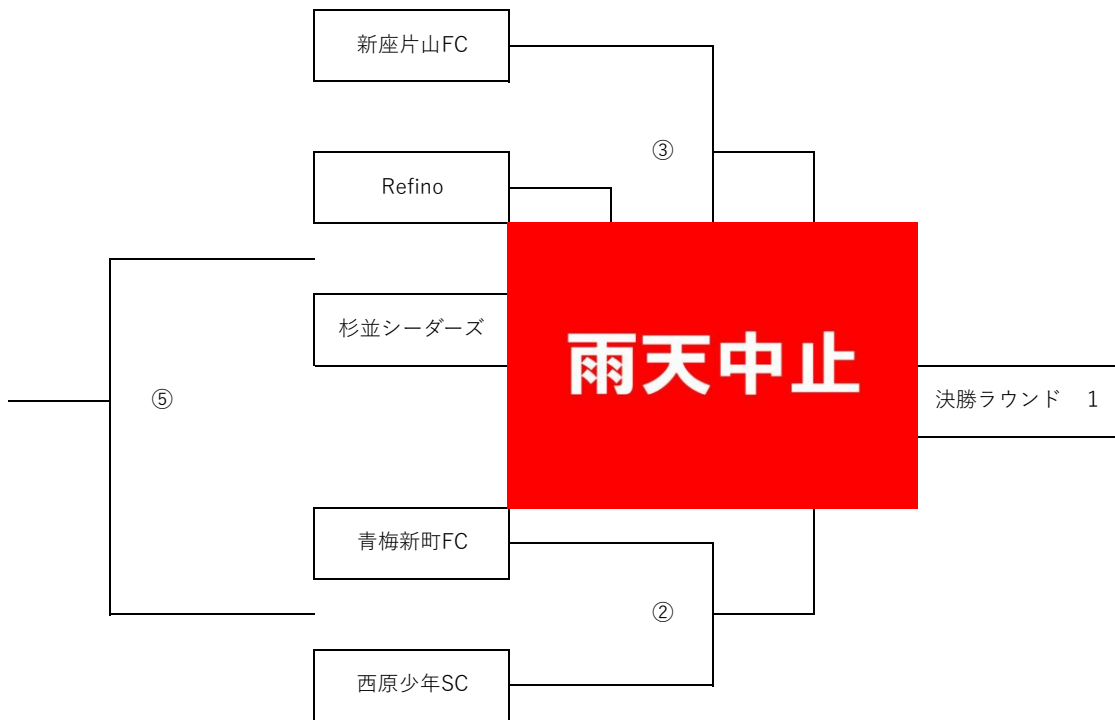 新座片山FC
③
Refino
杉並シーダーズ
雨天中止
⑤
決勝ラウンド　1
青梅新町FC
②
西原少年SC